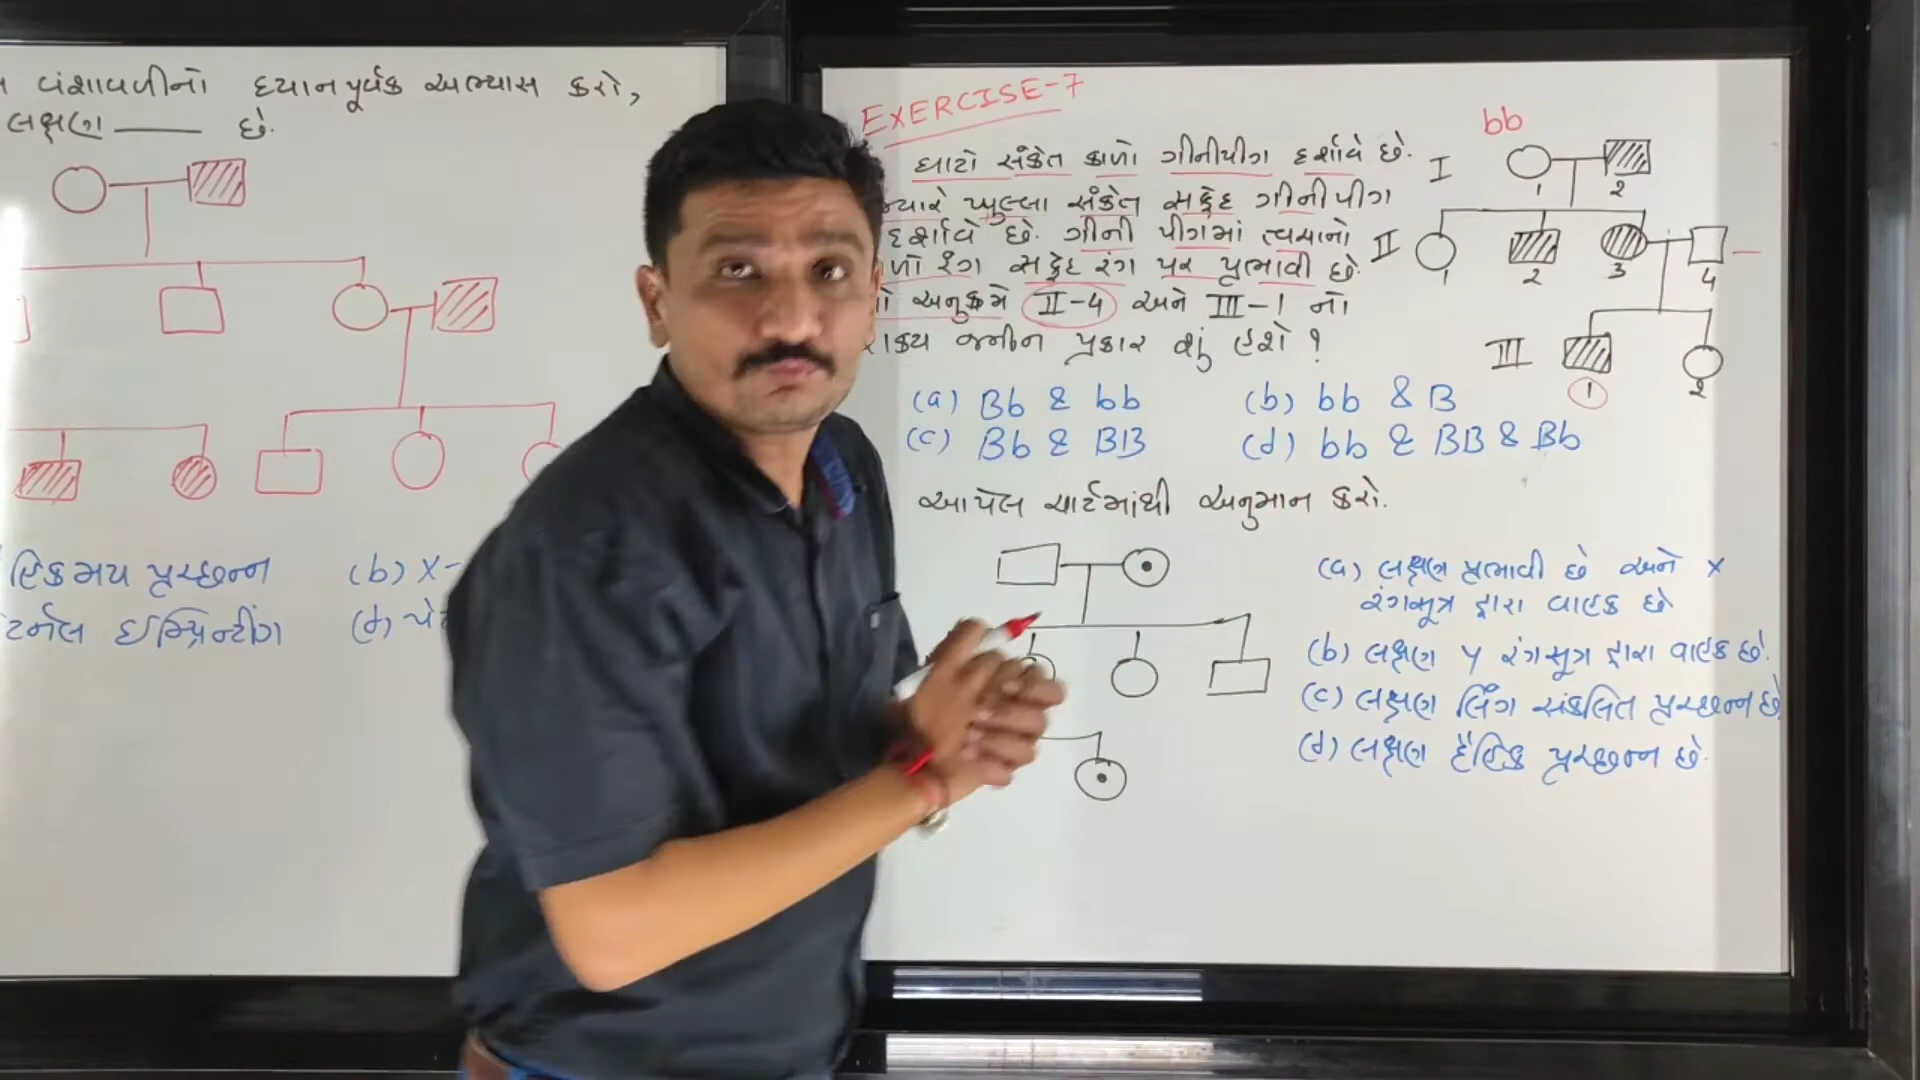 વંશાવળીનો ધ્યાનપૂર્વક અભ્યાસ કરો,
લક્ષણ ____ છે.
(b) X-
ટર્નલ ઈમ્પ્રિન્ટીંગ (d)
EXERCISE-7
ઘાટો સંકેત કાળો ગીનીપીગ દર્શાવે છે.
ખુલ્લા સંકેત સફેદ ગીનીપીગ
દર્શાવે છે. ગીની પીગમાં ત્વચાનો
રંગ સફેદ રંગ પર પ્રભાવી છે.
અનુક્રમે II-4 અને III-1 નો
જનીન પ્રકાર શું હશે ?
(a) Bb & bb (b) bb & B
(c) Bb & BB (d) bb & BB & Bb
bb
I
1 2
II
1 2 3 4
III
1 2
આપેલ ચાર્ટમાંથી અનુમાન કરો.
(a) લક્ષણ પ્રભાવી છે અને X
રંગસૂત્ર દ્વારા વાહક છે
(b) લક્ષણ Y રંગસૂત્ર દ્વારા વાહક છે.
(c) લક્ષણ લિંગ સંકલિત પ્રચ્છન્ન છે
(d) લક્ષણ દૈહિક પ્રચ્છન્ન છે.